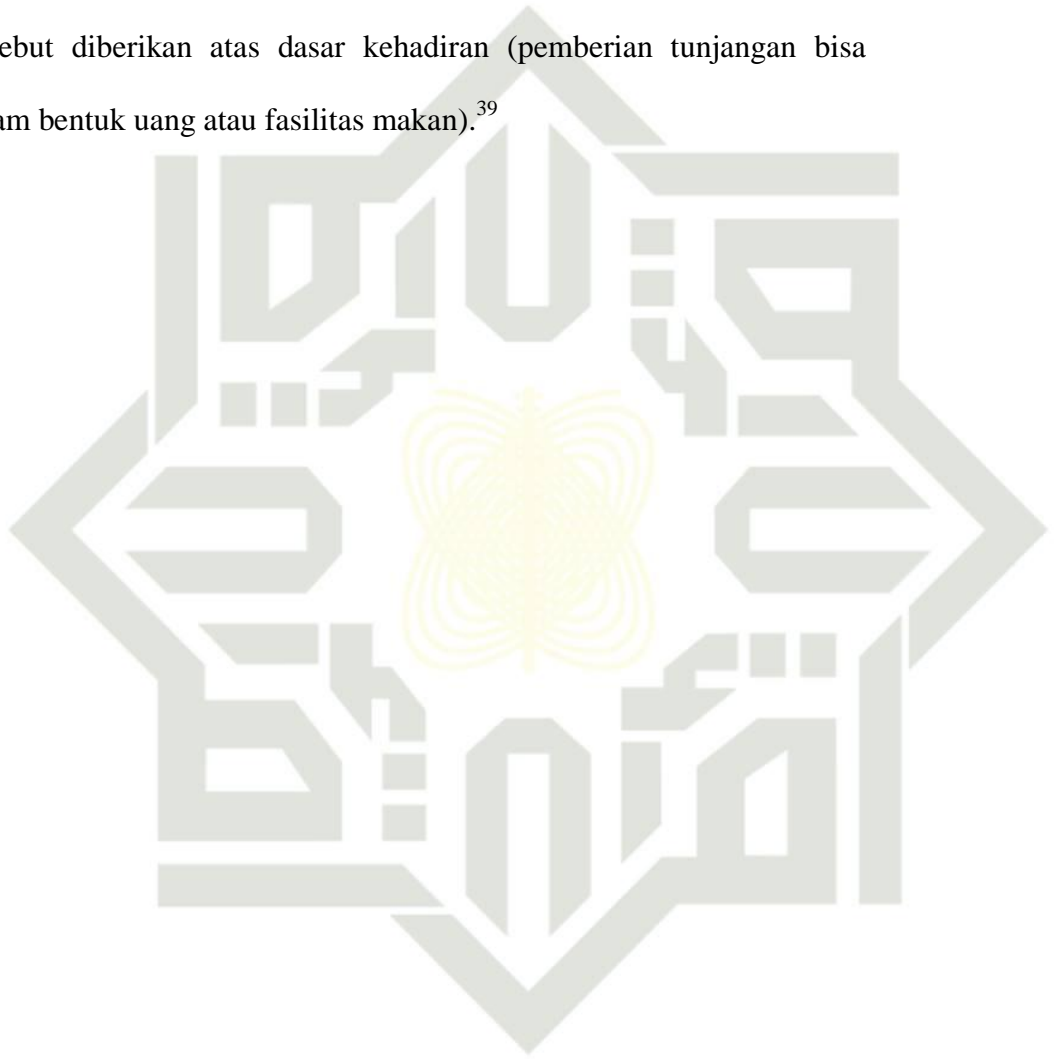 ebut diberikan atas dasar kehadiran (pemberian tunjangan bisa
am bentuk uang atau fasilitas makan).³⁹